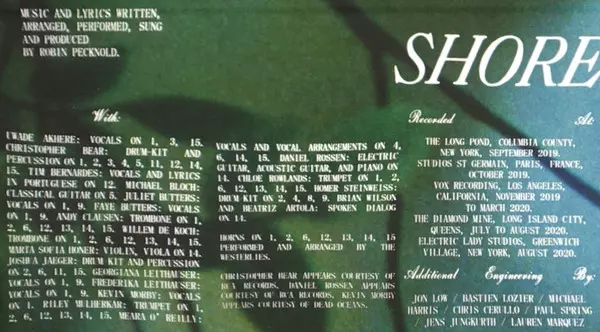 MUSIC AND LYRICS WRITTEN,
ARRANGED, PERFORMED, SUNG
AND PRODUCED
BY ROBIN PECKNOLD.
SHORE
With:
UWADE AKHERE: VOCALS ON 1, 3, 15.
CHRISTOPHER BEAR: DRUM-KIT AND
PERCUSSION ON 1, 2, 3, 4, 5, 11, 12, 14,
15. TIM BERNARDES: VOCALS AND LYRICS
IN PORTUGUESE ON 12. MICHAEL BLOCH:
CLASSICAL GUITAR ON 5. JULIET BUTTERS:
VOCALS ON 1, 9. FAYE BUTTERS: VOCALS
ON 1, 9. ANDY CLAUSEN: TROMBONE ON 1,
2, 6, 12, 13, 14, 15. WILLEM DE KOCH:
TROMBONE ON 1, 2, 6, 12, 13, 14, 15.
MARIA SOFIA HONER: VIOLIN, VIOLA ON 14.
JOSHUA JAEGER: DRUM KIT AND PERCUSSION
ON 2, 6, 11, 15. GEORGIANA LEITHAUSER:
VOCALS ON 1, 9. FREDERIKA LEITHAUSER:
VOCALS ON 1, 9. KEVIN MORBY: VOCALS
ON 1. RILEY MULHERKAR: TRUMPET ON 1,
2, 6, 12, 13, 14, 15. MEARA O' REILLY:
VOCALS AND VOCAL ARRANGEMENTS ON 4,
6, 14, 15. DANIEL ROSSEN: ELECTRIC
GUITAR, ACOUSTIC GUITAR, AND PIANO ON
14. CHLOE ROWLANDS: TRUMPET ON 1, 2,
6, 12, 13, 14, 15. HOMER STEINWEISS:
DRUM KIT ON 2, 4, 8, 9. BRIAN WILSON
AND BEATRIZ ARTOLA: SPOKEN DIALOG
ON 14.
HORNS ON 1, 2, 6, 12, 13, 14, 15
PERFORMED AND ARRANGED BY THE
WESTERLIES.
CHRISTOPHER BEAR APPEARS COURTESY OF
RCA RECORDS. DANIEL ROSSEN APPEARS
COURTESY OF RCA RECORDS. KEVIN MORBY
APPEARS COURTESY OF DEAD OCEANS.
Recorded At:
THE LONG POND, COLUMBIA COUNTY,
NEW YORK, SEPTEMBER 2019.
STUDIOS ST GERMAIN, PARIS, FRANCE,
OCTOBER 2019.
VOX RECORDING, LOS ANGELES,
CALIFORNIA, NOVEMBER 2019
TO MARCH 2020.
THE DIAMOND MINE, LONG ISLAND CITY,
QUEENS, JULY TO AUGUST 2020.
ELECTRIC LADY STUDIOS, GREENWICH
VILLAGE, NEW YORK, AUGUST 2020.
Additional Engineering By:
JON LOW / BASTIEN LOZIER / MICHAEL
HARRIS / CHRIS CERULLO / PAUL SPRING
/ JENS JUNGKURTH / LAUREN MARQUEZ